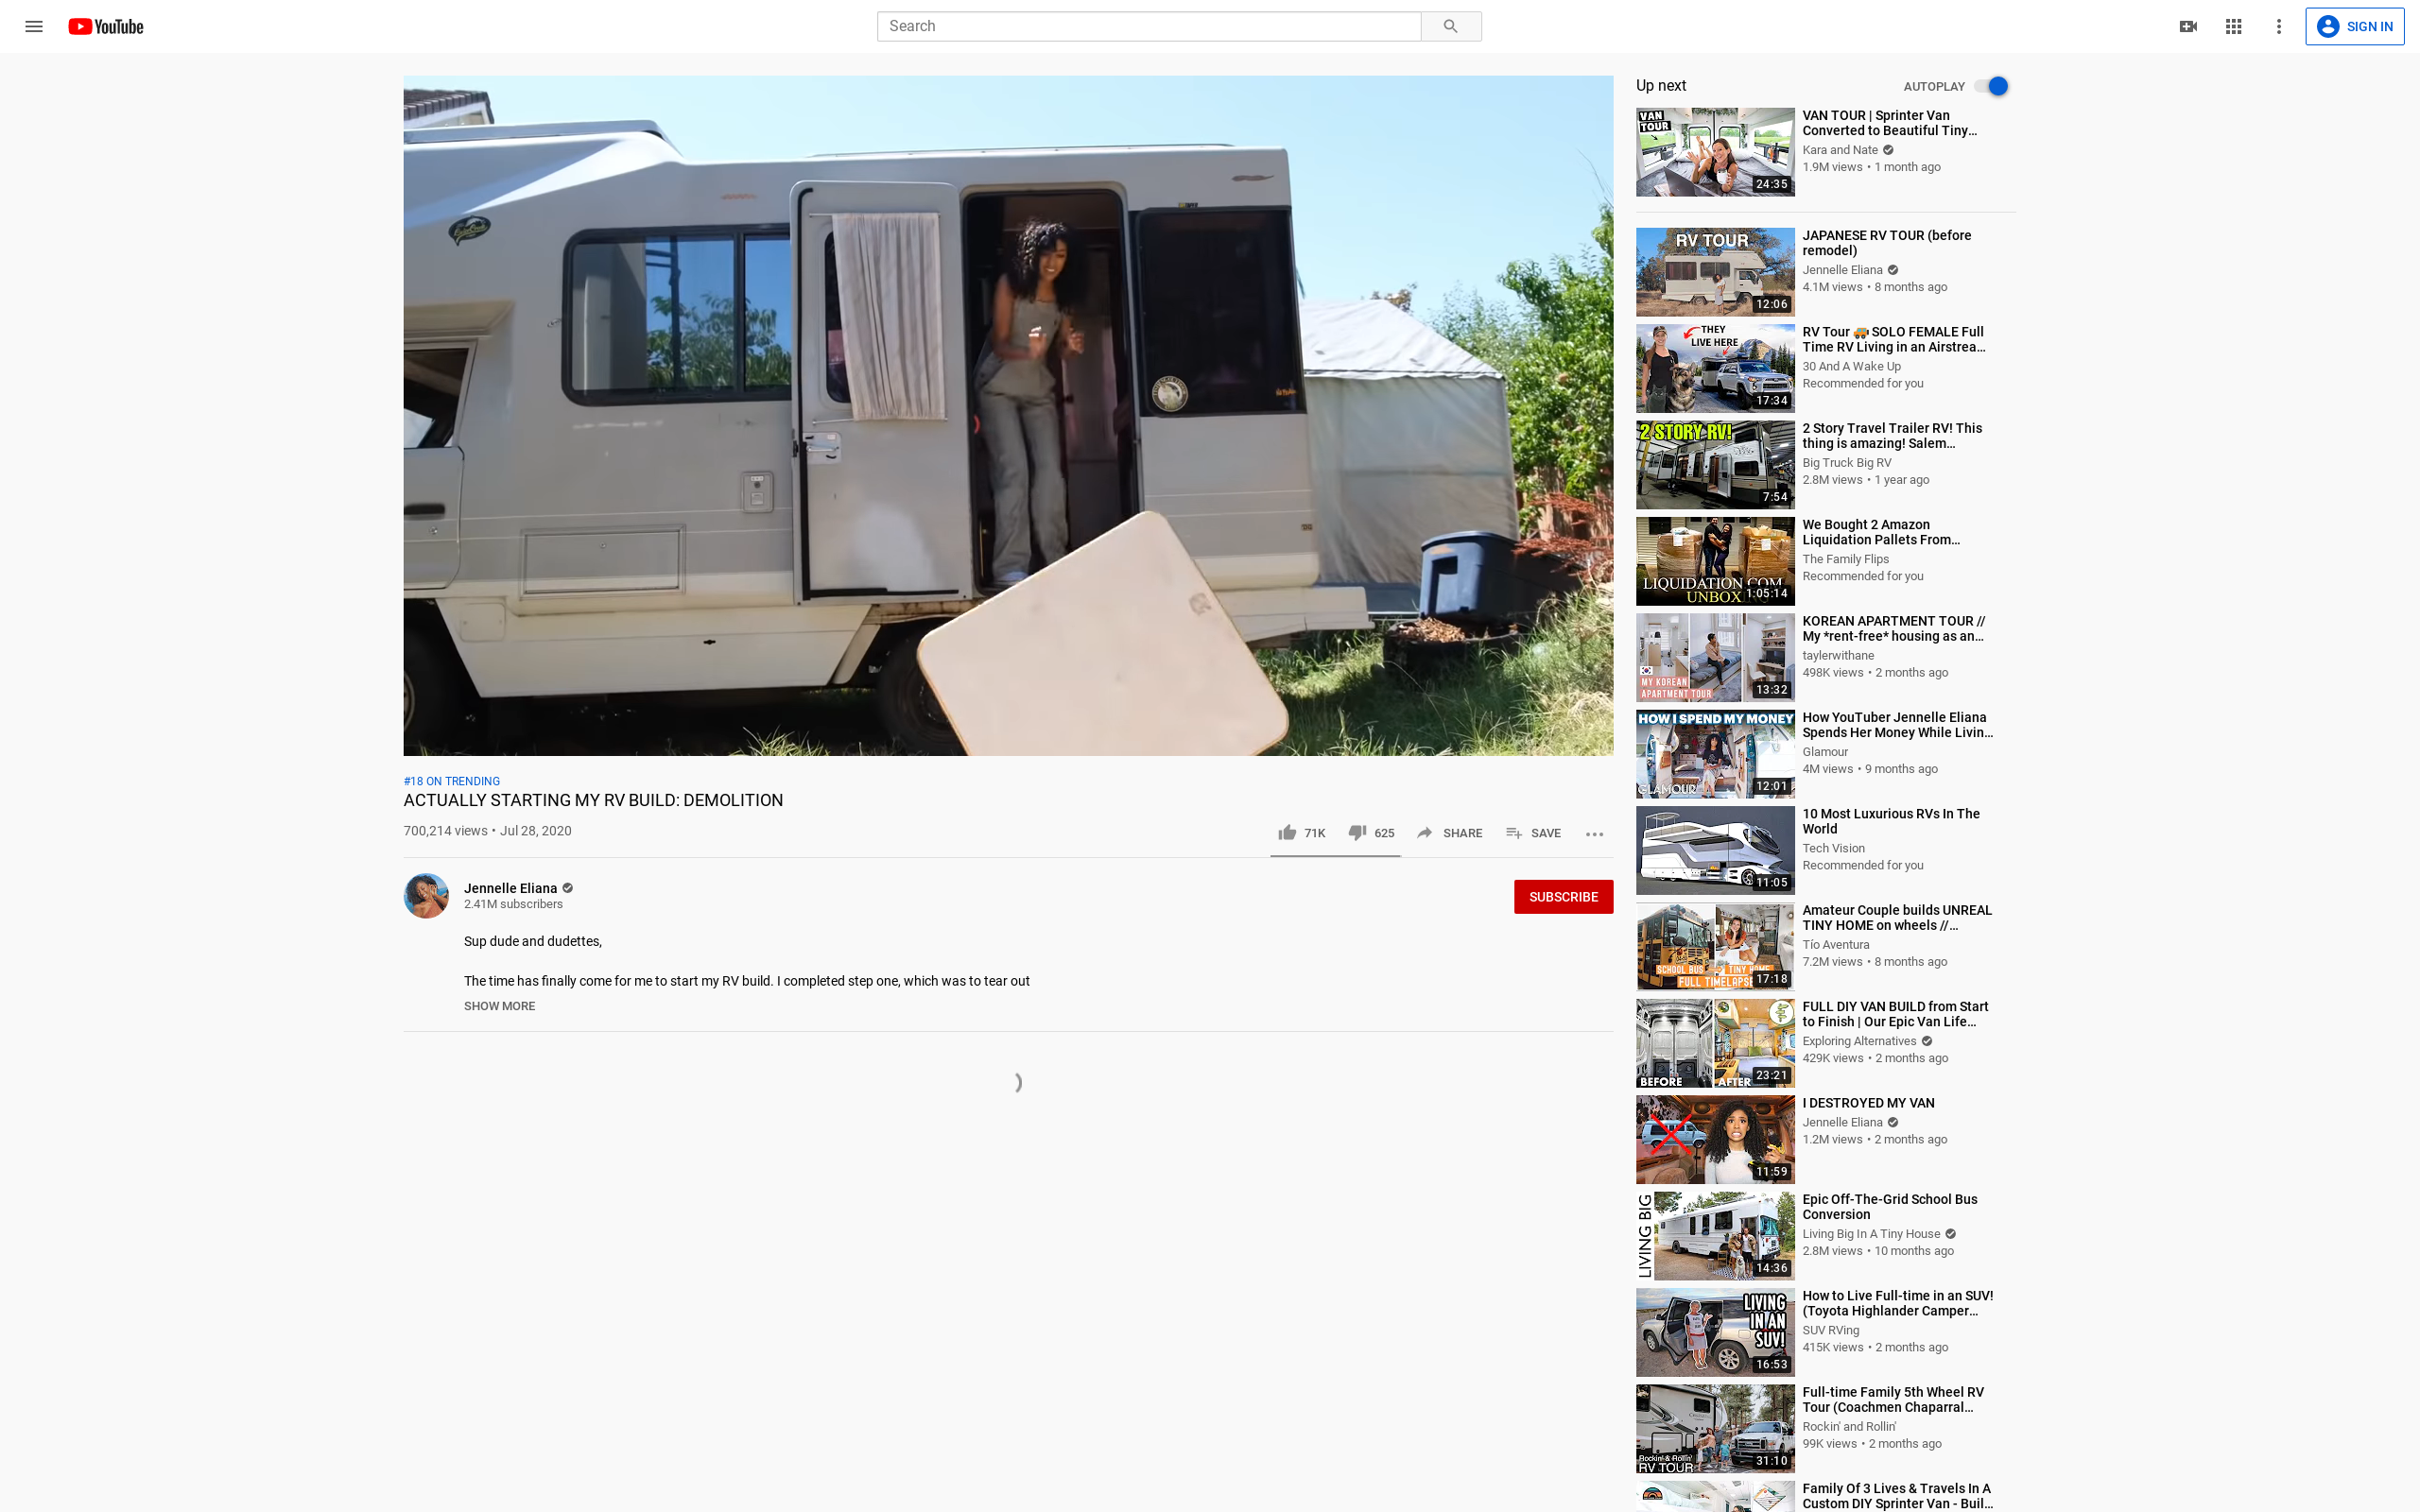 YouTube
Search
SIGN IN
#18 ON TRENDING
ACTUALLY STARTING MY RV BUILD: DEMOLITION
700,214 views • Jul 28, 2020
71K
625
SHARE
SAVE
Jennelle Eliana
2.41M subscribers
SUBSCRIBE
Sup dude and dudettes,
The time has finally come for me to start my RV build. I completed step one, which was to tear out
SHOW MORE
Up next
AUTOPLAY
VAN
TOUR
24:35
VAN TOUR | Sprinter Van
Converted to Beautiful Tiny…
Kara and Nate
1.9M views • 1 month ago
RV TOUR
12:06
JAPANESE RV TOUR (before
remodel)
Jennelle Eliana
4.1M views • 8 months ago
THEY
LIVE HERE
17:34
RV Tour 🚐 SOLO FEMALE Full
Time RV Living in an Airstrea…
30 And A Wake Up
Recommended for you
2 STORY RV!
7:54
2 Story Travel Trailer RV! This
thing is amazing! Salem…
Big Truck Big RV
2.8M views • 1 year ago
LIQUIDATION.COM
UNBOXING
1:05:14
We Bought 2 Amazon
Liquidation Pallets From…
The Family Flips
Recommended for you
MY KOREAN
APARTMENT TOUR
13:32
KOREAN APARTMENT TOUR //
My *rent-free* housing as an…
taylerwithane
498K views • 2 months ago
HOW I SPEND MY MONEY
GLAMOUR
12:01
How YouTuber Jennelle Eliana
Spends Her Money While Livin…
Glamour
4M views • 9 months ago
11:05
10 Most Luxurious RVs In The
World
Tech Vision
Recommended for you
SCHOOL BUS
TINY HOME
FULL TIMELAPSE
17:18
Amateur Couple builds UNREAL
TINY HOME on wheels //…
Tío Aventura
7.2M views • 8 months ago
BEFORE
AFTER
23:21
FULL DIY VAN BUILD from Start
to Finish | Our Epic Van Life…
Exploring Alternatives
429K views • 2 months ago
11:59
I DESTROYED MY VAN
Jennelle Eliana
1.2M views • 2 months ago
LIVING BIG
14:36
Epic Off-The-Grid School Bus
Conversion
Living Big In A Tiny House
2.8M views • 10 months ago
LIVING
IN AN
SUV!
16:53
How to Live Full-time in an SUV!
(Toyota Highlander Camper…
SUV RVing
415K views • 2 months ago
Rockin' & Rollin'
RV TOUR
31:10
Full-time Family 5th Wheel RV
Tour (Coachmen Chaparral…
Rockin' and Rollin'
99K views • 2 months ago
Family Of 3 Lives & Travels In A
Custom DIY Sprinter Van - Buil…